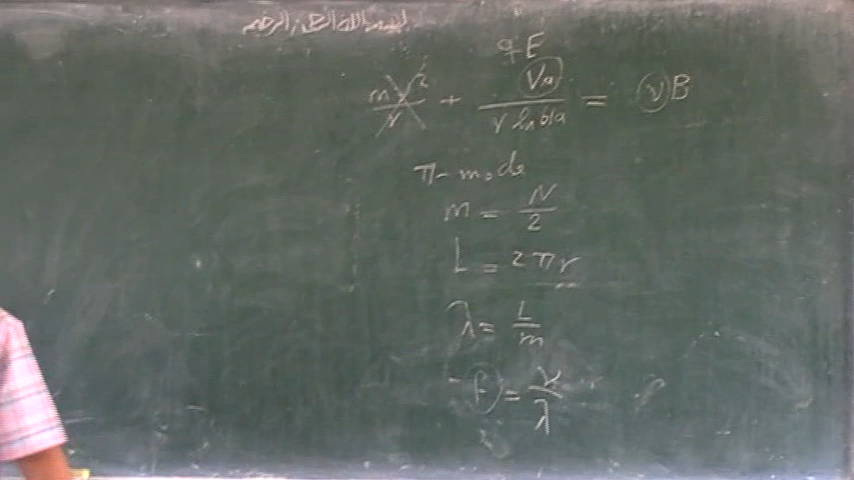 بسم الله الرحمن الرحيم
qE
mv²/r + Va/(r ln b/a) = vB
π-mode
m = N/2
L = 2πr
λ = L/m
f = v/λ